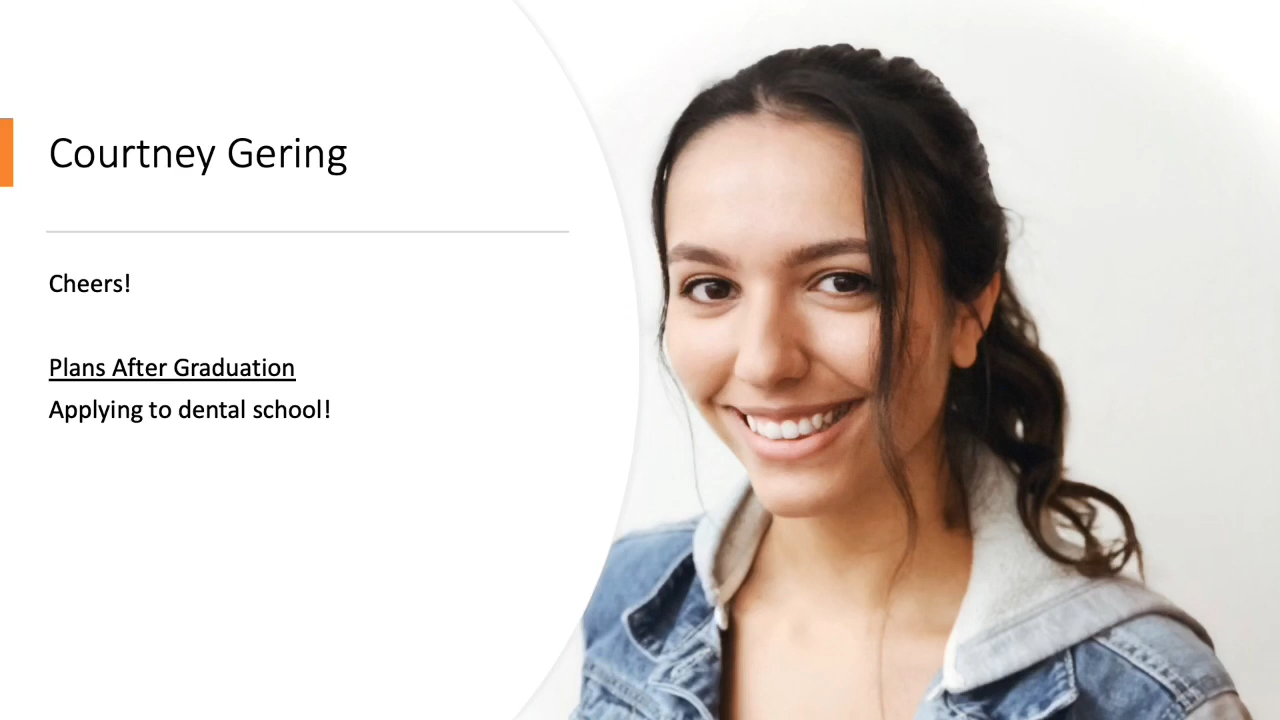 Courtney Gering
Cheers!
Plans After Graduation
Applying to dental school!